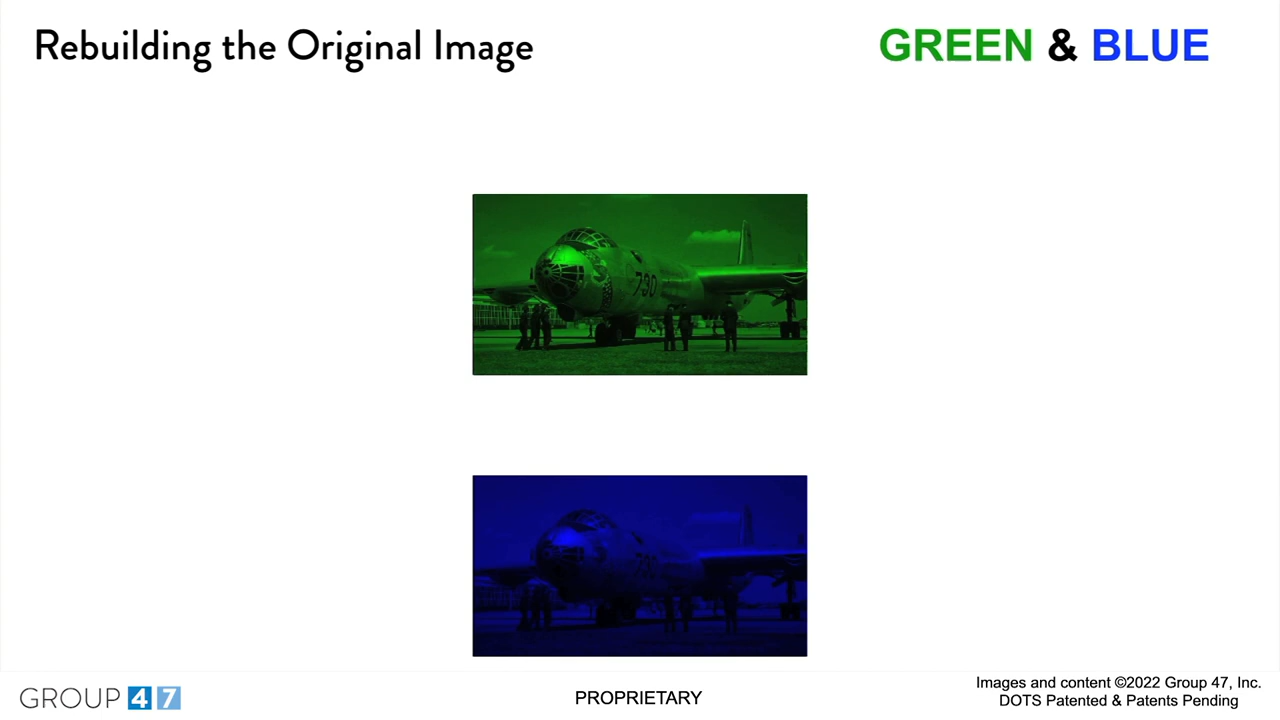 Rebuilding the Original Image
GREEN & BLUE
730
730
GROUP 47
PROPRIETARY
Images and content ©2022 Group 47, Inc.
DOTS Patented & Patents Pending